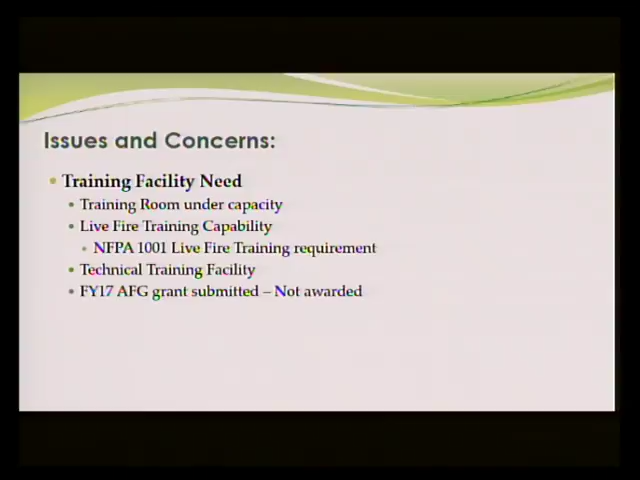 Issues and Concerns:
• Training Facility Need
• Training Room under capacity
• Live Fire Training Capability
• NFPA 1001 Live Fire Training requirement
• Technical Training Facility
• FY17 AFG grant submitted – Not awarded